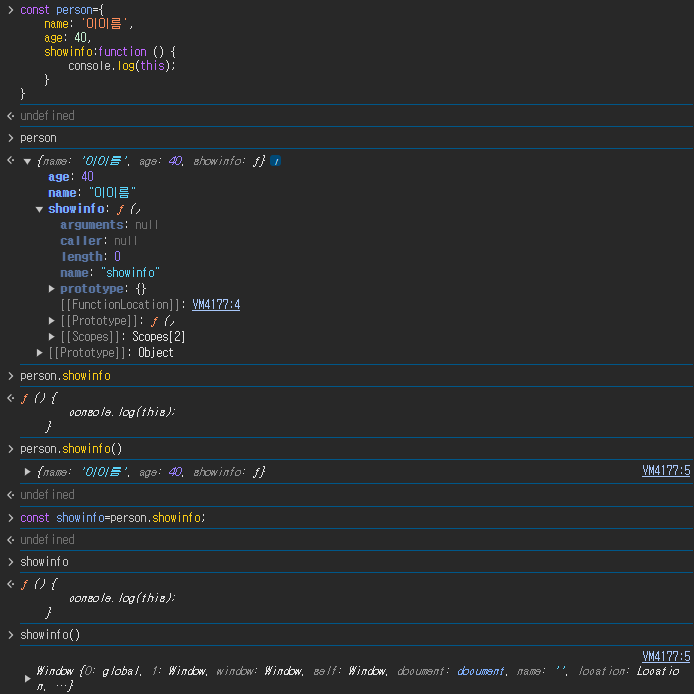 const person={
name: '이이름',
age: 40,
showinfo:function () {
console.log(this);
}
}
undefined
person
{name: '이이름', age: 40, showinfo: ƒ} i
age: 40
name: "이이름"
showinfo: ƒ (,
arguments: null
caller: null
length: 0
name: "showinfo"
prototype: {}
[[FunctionLocation]]: VM4177:4
[[Prototype]]: ƒ (,
[[Scopes]]: Scopes[2]
[[Prototype]]: Object
person.showinfo
ƒ () {
console.log(this);
}
person.showinfo()
{name: '이이름', age: 40, showinfo: ƒ} VM4177:5
undefined
const showinfo=person.showinfo;
undefined
showinfo
ƒ () {
console.log(this);
}
showinfo()
VM4177:5
Window {0: global, 1: Window, window: Window, self: Window, document: document, name: '', location: Locatio
n, …}